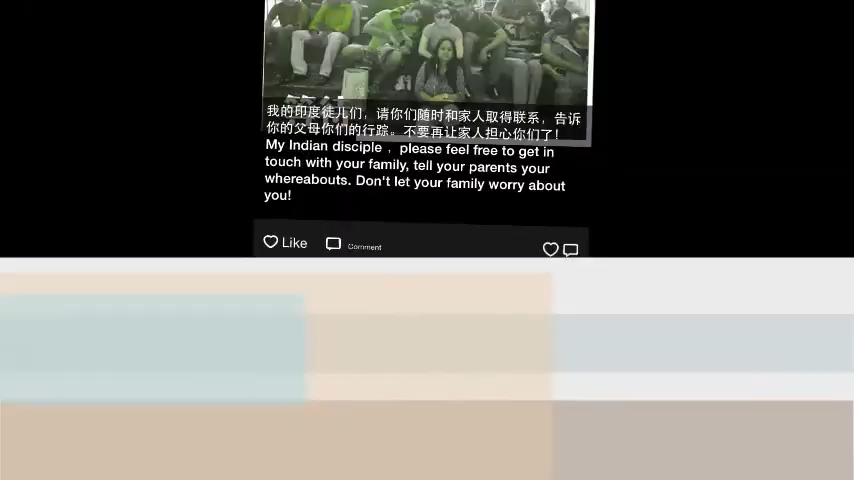 我的印度徒儿们，请你们随时和家人取得联系，告诉
你的父母你们的行踪。不要再让家人担心你们了！
My Indian disciple , please feel free to get in
touch with your family, tell your parents your
whereabouts. Don't let your family worry about
you!
Like
Comment